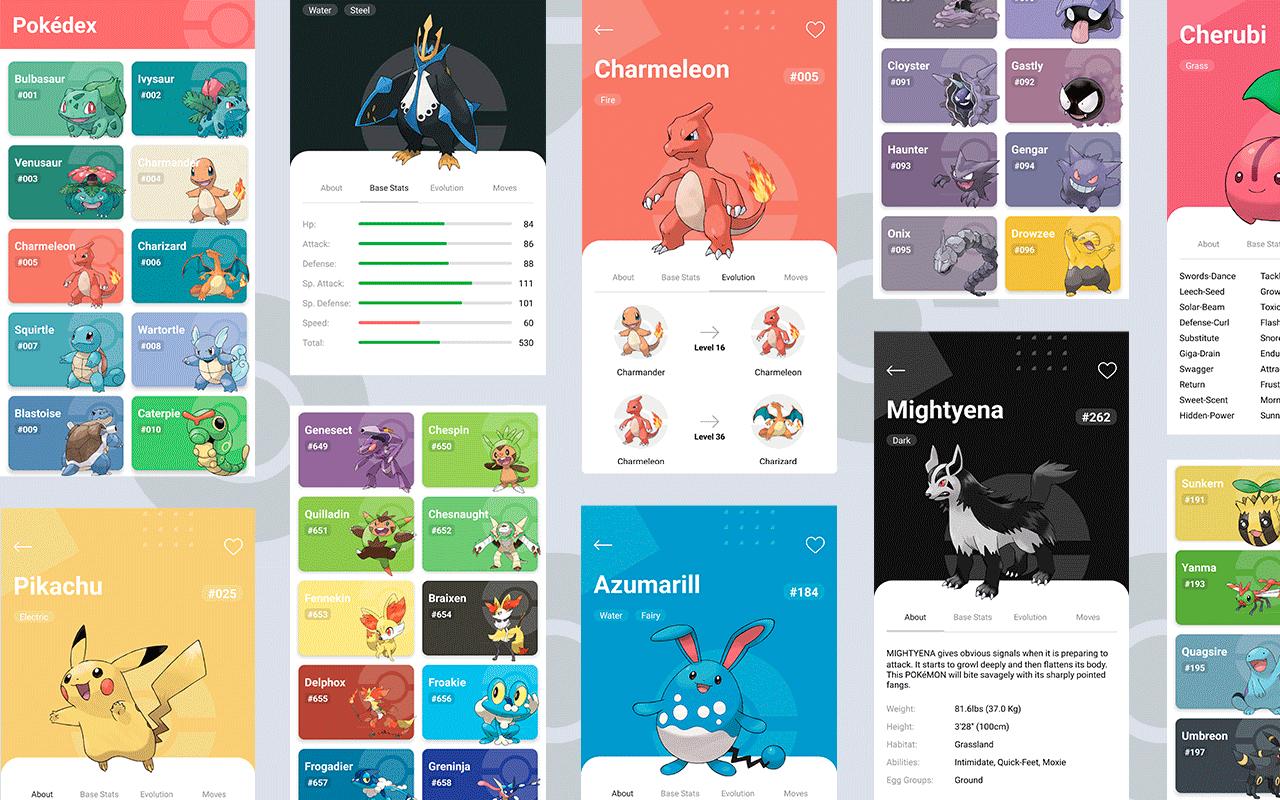 Pokédex
Bulbasaur
#001
Ivysaur
#002
Venusaur
#003
Charmander
#004
Charmeleon
#005
Charizard
#006
Squirtle
#007
Wartortle
#008
Blastoise
#009
Caterpie
#010
Pikachu
#025
Electric
About Base Stats Evolution Moves
Water Steel
About Base Stats Evolution Moves
Hp: 84
Attack: 86
Defense: 88
Sp. Attack: 111
Sp. Defense: 101
Speed: 60
Total: 530
Genesect
#649
Chespin
#650
Quilladin
#651
Chesnaught
#652
Fennekin
#653
Braixen
#654
Delphox
#655
Froakie
#656
Frogadier
#657
Greninja
#658
Charmeleon
#005
Fire
About Base Stats Evolution Moves
Level 16
Charmander Charmeleon
Level 36
Charmeleon Charizard
Azumarill
#184
Water Fairy
About Base Stats Evolution Moves
Cloyster
#091
Gastly
#092
Haunter
#093
Gengar
#094
Onix
#095
Drowzee
#096
Mightyena
#262
Dark
About Base Stats Evolution Moves
MIGHTYENA gives obvious signals when it is preparing to
attack. It starts to growl deeply and then flattens its body.
This POKéMON will bite savagely with its sharply pointed
fangs.
Weight: 81.6lbs (37.0 Kg)
Height: 3'28" (100cm)
Habitat: Grassland
Abilities: Intimidate, Quick-Feet, Moxie
Egg Groups: Ground
Cherubi
Grass
About Base Stats
Swords-Dance
Leech-Seed
Solar-Beam Toxic
Defense-Curl Flash
Substitute Snore
Giga-Drain
Swagger
Return
Sweet-Scent
Hidden-Power
Sunkern
#191
Yanma
#193
Quagsire
#195
Umbreon
#197